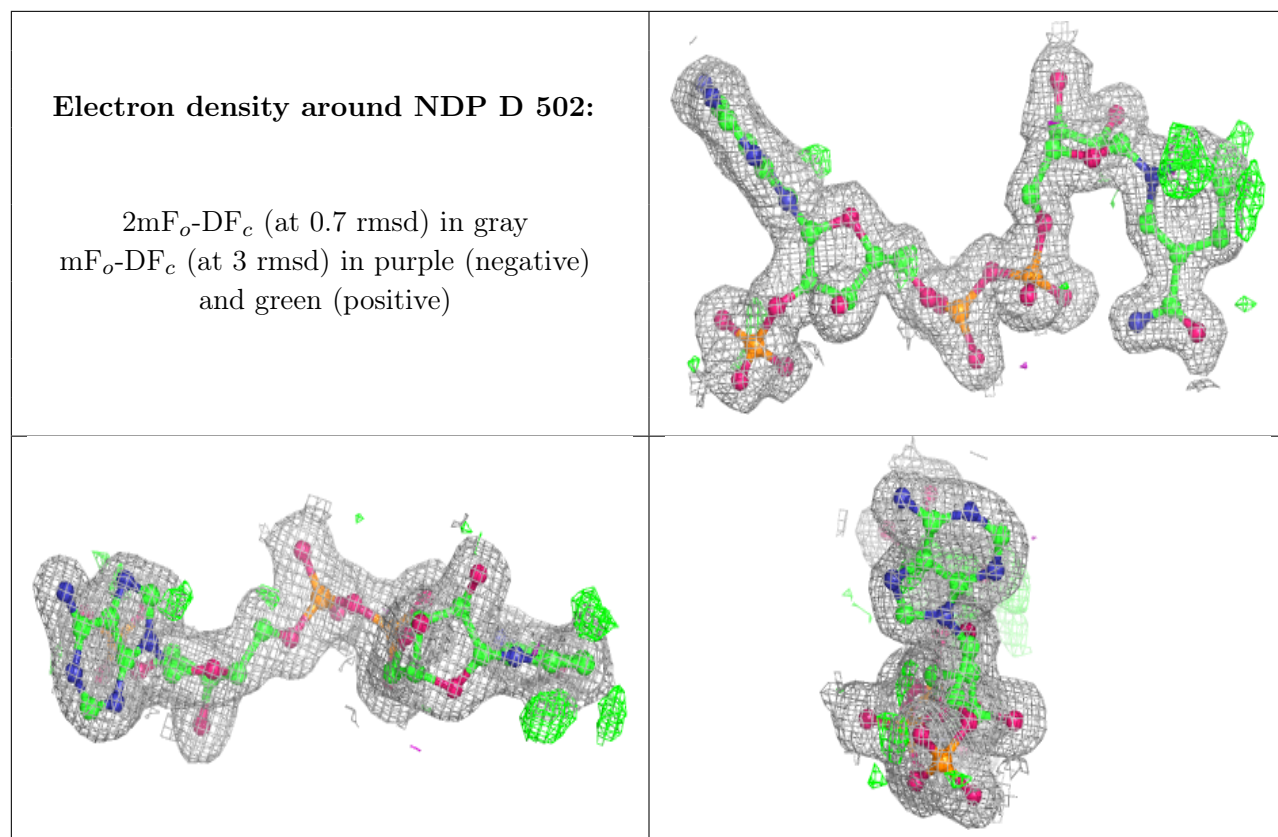 Electron density around NDP D 502:
2mFo-DFc (at 0.7 rmsd) in gray
mFo-DFc (at 3 rmsd) in purple (negative)
and green (positive)